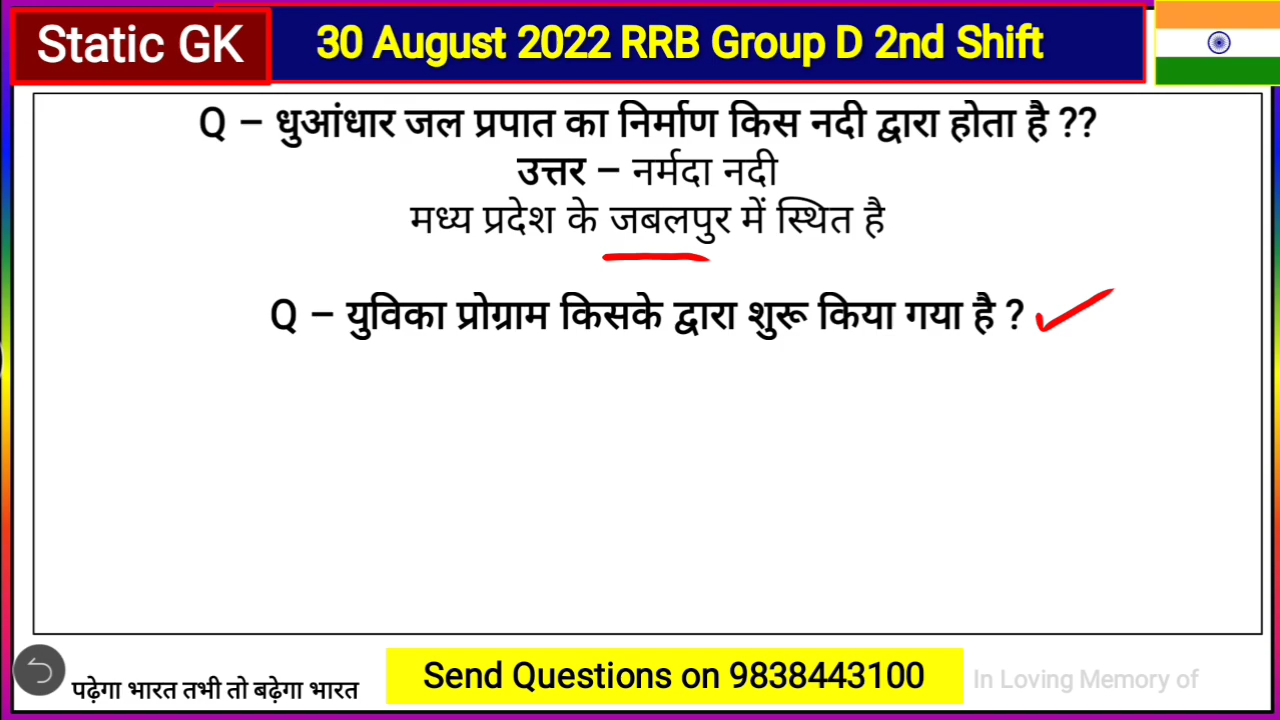 Static GK
30 August 2022 RRB Group D 2nd Shift
Q – धुआंधार जल प्रपात का निर्माण किस नदी द्वारा होता है ??
उत्तर – नर्मदा नदी
मध्य प्रदेश के जबलपुर में स्थित है
Q – युविका प्रोग्राम किसके द्वारा शुरू किया गया है ?
पढ़ेगा भारत तभी तो बढ़ेगा भारत
Send Questions on 9838443100
In Loving Memory of